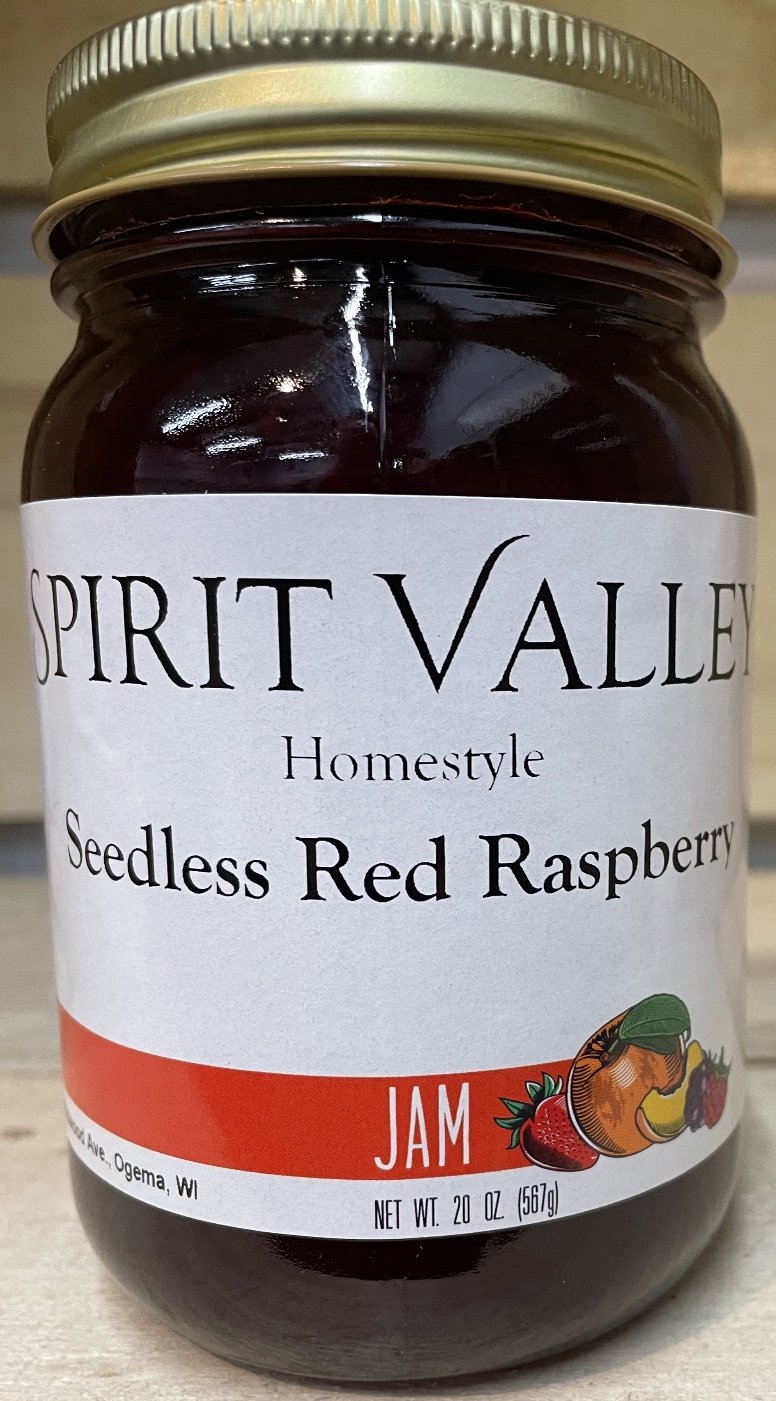 SPIRIT VALLEY
Homestyle
Seedless Red Raspberry
JAM
Ave., Ogema, WI
NET WT. 20 OZ. (567g)